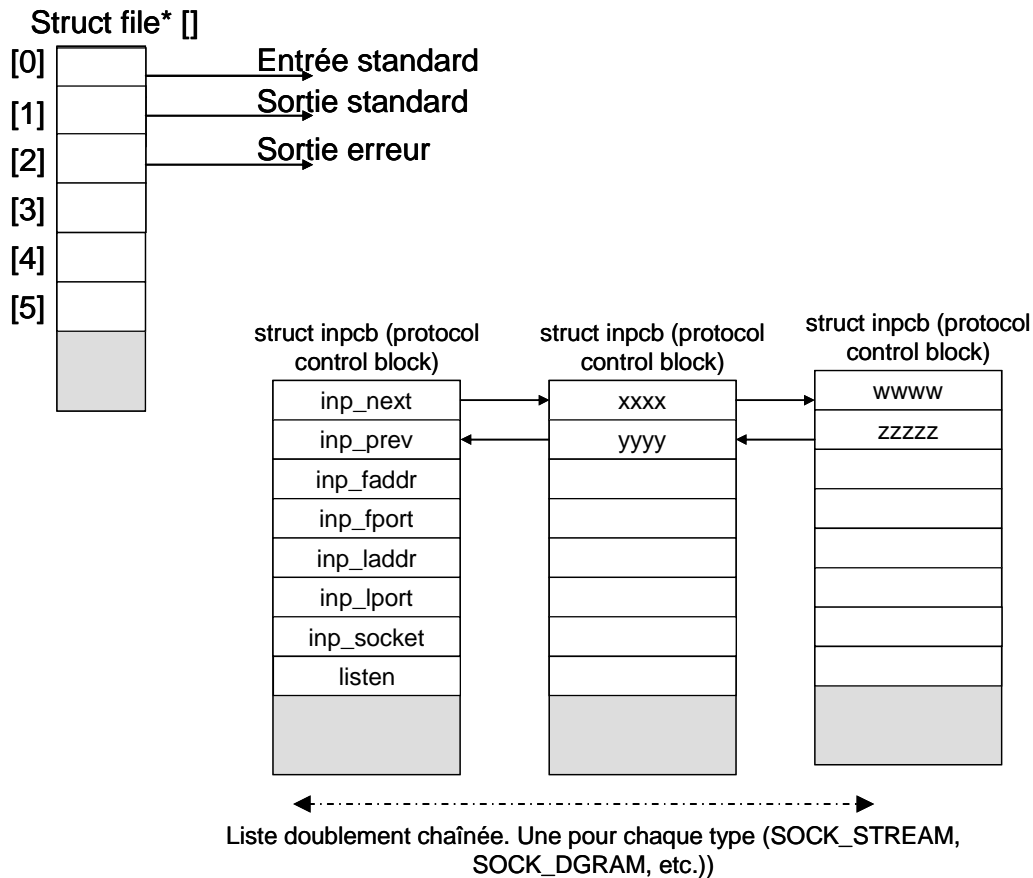 Struct file* []
[0]
Entrée standard
[1]
Sortie standard
[2]
Sortie erreur
[3]
[4]
[5]
struct inpcb (protocol
control block)
struct inpcb (protocol
control block)
struct inpcb (protocol
control block)
inp_next
xxxx
wwww
inp_prev
yyyy
zzzzz
inp_faddr
inp_fport
inp_laddr
inp_lport
inp_socket
listen
Liste doublement chaînée. Une pour chaque type (SOCK_STREAM,
SOCK_DGRAM, etc.))